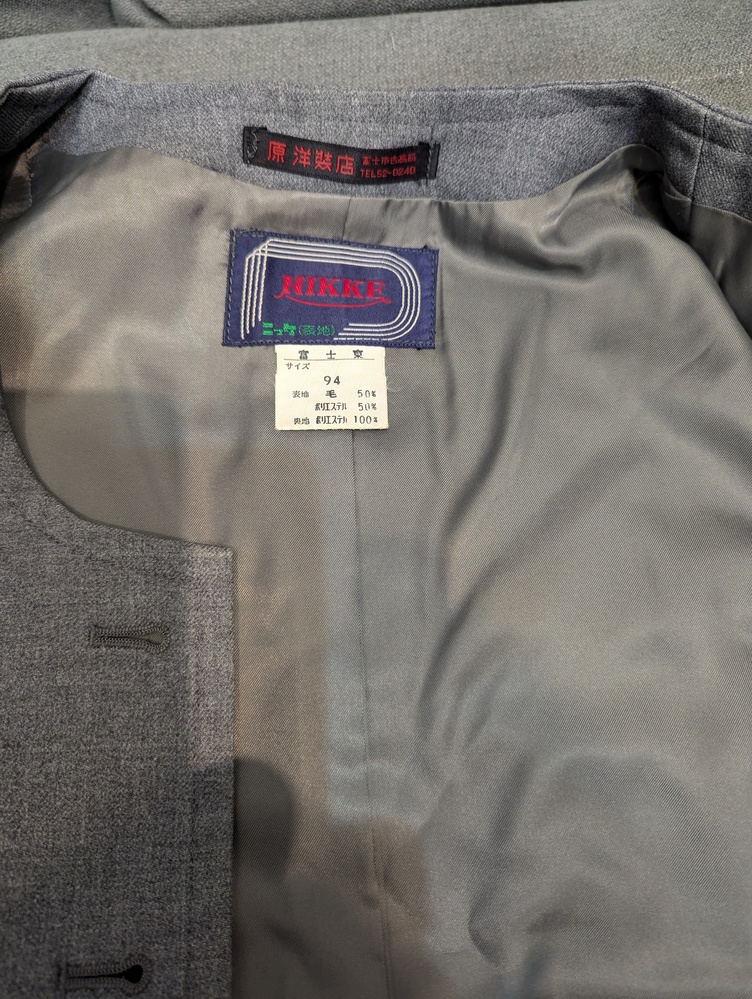 原 洋装店
富士市吉原
TEL52-0240
NIKKE
ニッケ(表地)
富 士 東
サイズ
94
表地 毛 50%
ポリエステル 50%
裏地 ポリエステル 100%